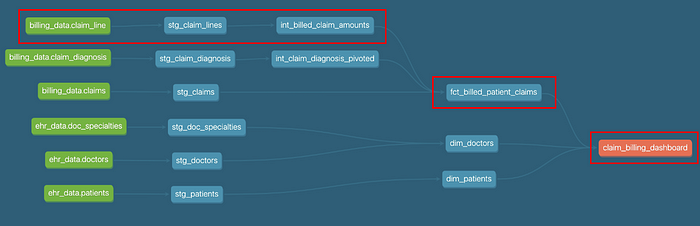 billing_data.claim_line
stg_claim_lines
int_billed_claim_amounts
billing_data.claim_diagnosis
stg_claim_diagnosis
int_claim_diagnosis_pivoted
billing_data.claims
stg_claims
fct_billed_patient_claims
ehr_data.doc_specialties
stg_doc_specialties
dim_doctors
claim_billing_dashboard
ehr_data.doctors
stg_doctors
dim_patients
ehr_data.patients
stg_patients